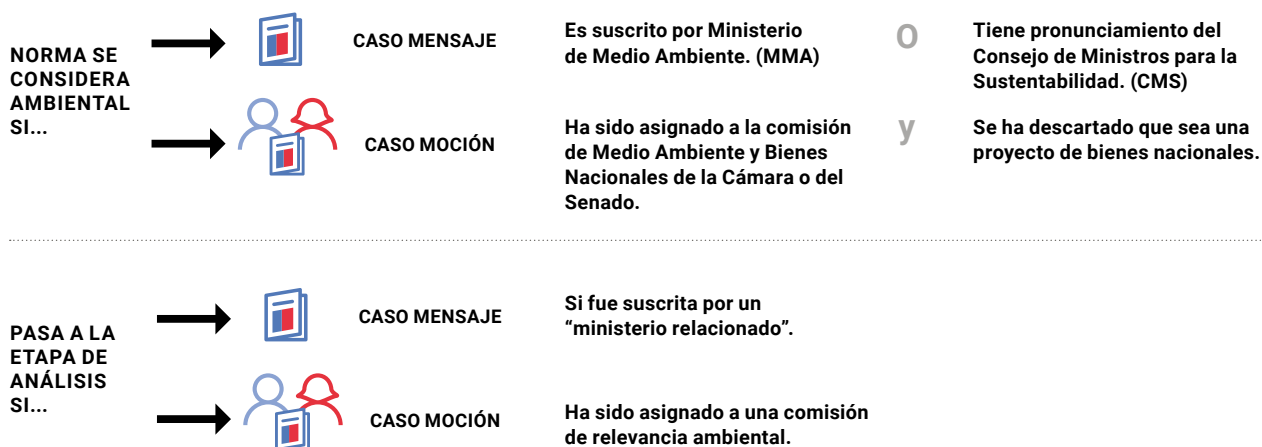 NORMA SE
CONSIDERA
AMBIENTAL
SI...
CASO MENSAJE
Es suscrito por Ministerio
de Medio Ambiente. (MMA)
O
Tiene pronunciamiento del
Consejo de Ministros para la
Sustentabilidad. (CMS)
CASO MOCIÓN
Ha sido asignado a la comisión
de Medio Ambiente y Bienes
Nacionales de la Cámara o del
Senado.
y
Se ha descartado que sea una
proyecto de bienes nacionales.
PASA A LA
ETAPA DE
ANÁLISIS
SI...
CASO MENSAJE
Si fue suscrita por un
“ministerio relacionado”.
CASO MOCIÓN
Ha sido asignado a una comisión
de relevancia ambiental.